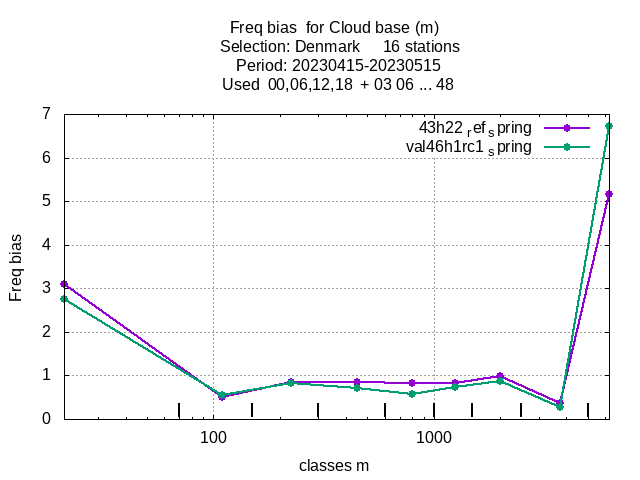 Freq bias  for Cloud base (m)
Selection: Denmark     16 stations
Period: 20230415-20230515
Used  00,06,12,18  + 03 06 ... 48
43h22 ref spring
val46h1rc1 spring
7
6
5
4
3
2
1
0
Freq bias
100 1000
classes m